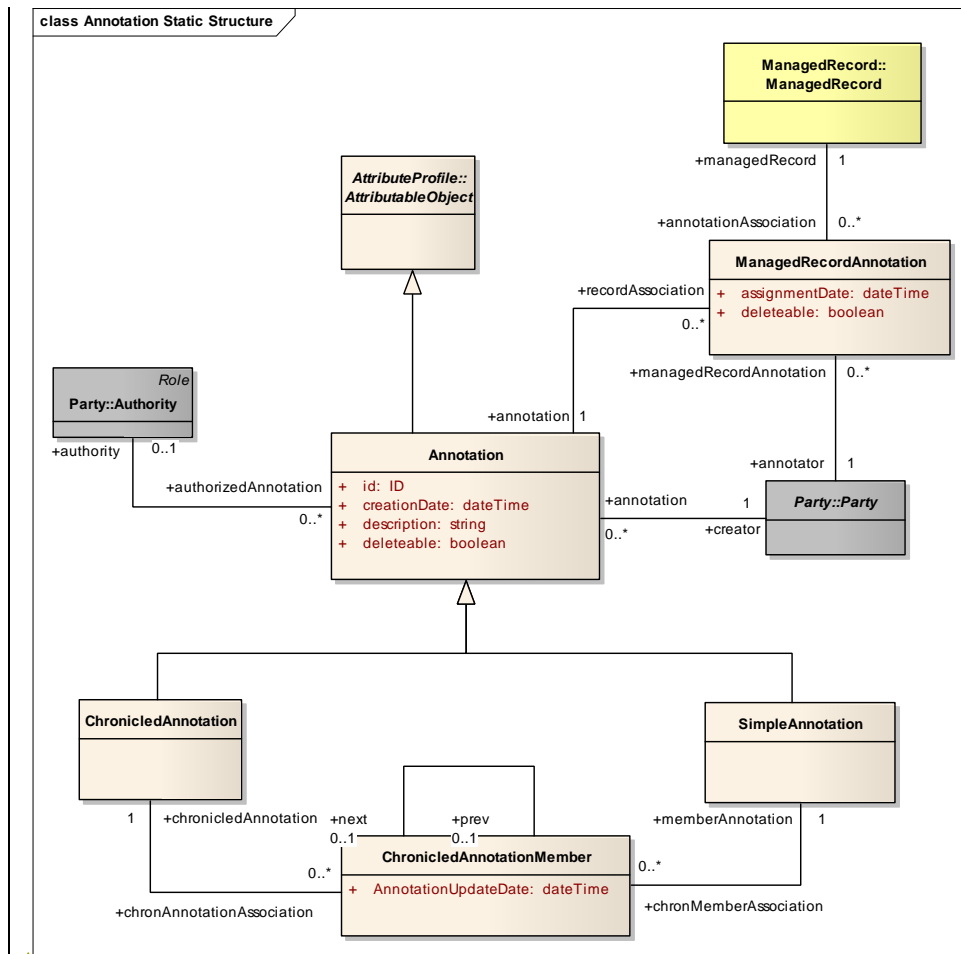 class Annotation Static Structure
ManagedRecord::
ManagedRecord
+managedRecord 1
AttributeProfile::
AttributableObject
+annotationAssociation 0..*
ManagedRecordAnnotation
+ assignmentDate: dateTime
+ deleteable: boolean
+recordAssociation
0..*
+managedRecordAnnotation 0..*
Role
Party::Authority
+authority 0..1
+annotation 1
Annotation
+ id: ID
+ creationDate: dateTime
+ description: string
+ deleteable: boolean
+authorizedAnnotation
0..*
+annotator 1
+annotation 1
0..* +creator
Party::Party
ChronicledAnnotation
SimpleAnnotation
1 +chronicledAnnotation
+next
0..1
+prev
0..1
+memberAnnotation 1
ChronicledAnnotationMember
+ AnnotationUpdateDate: dateTime
0..*
0..*
+chronAnnotationAssociation
+chronMemberAssociation